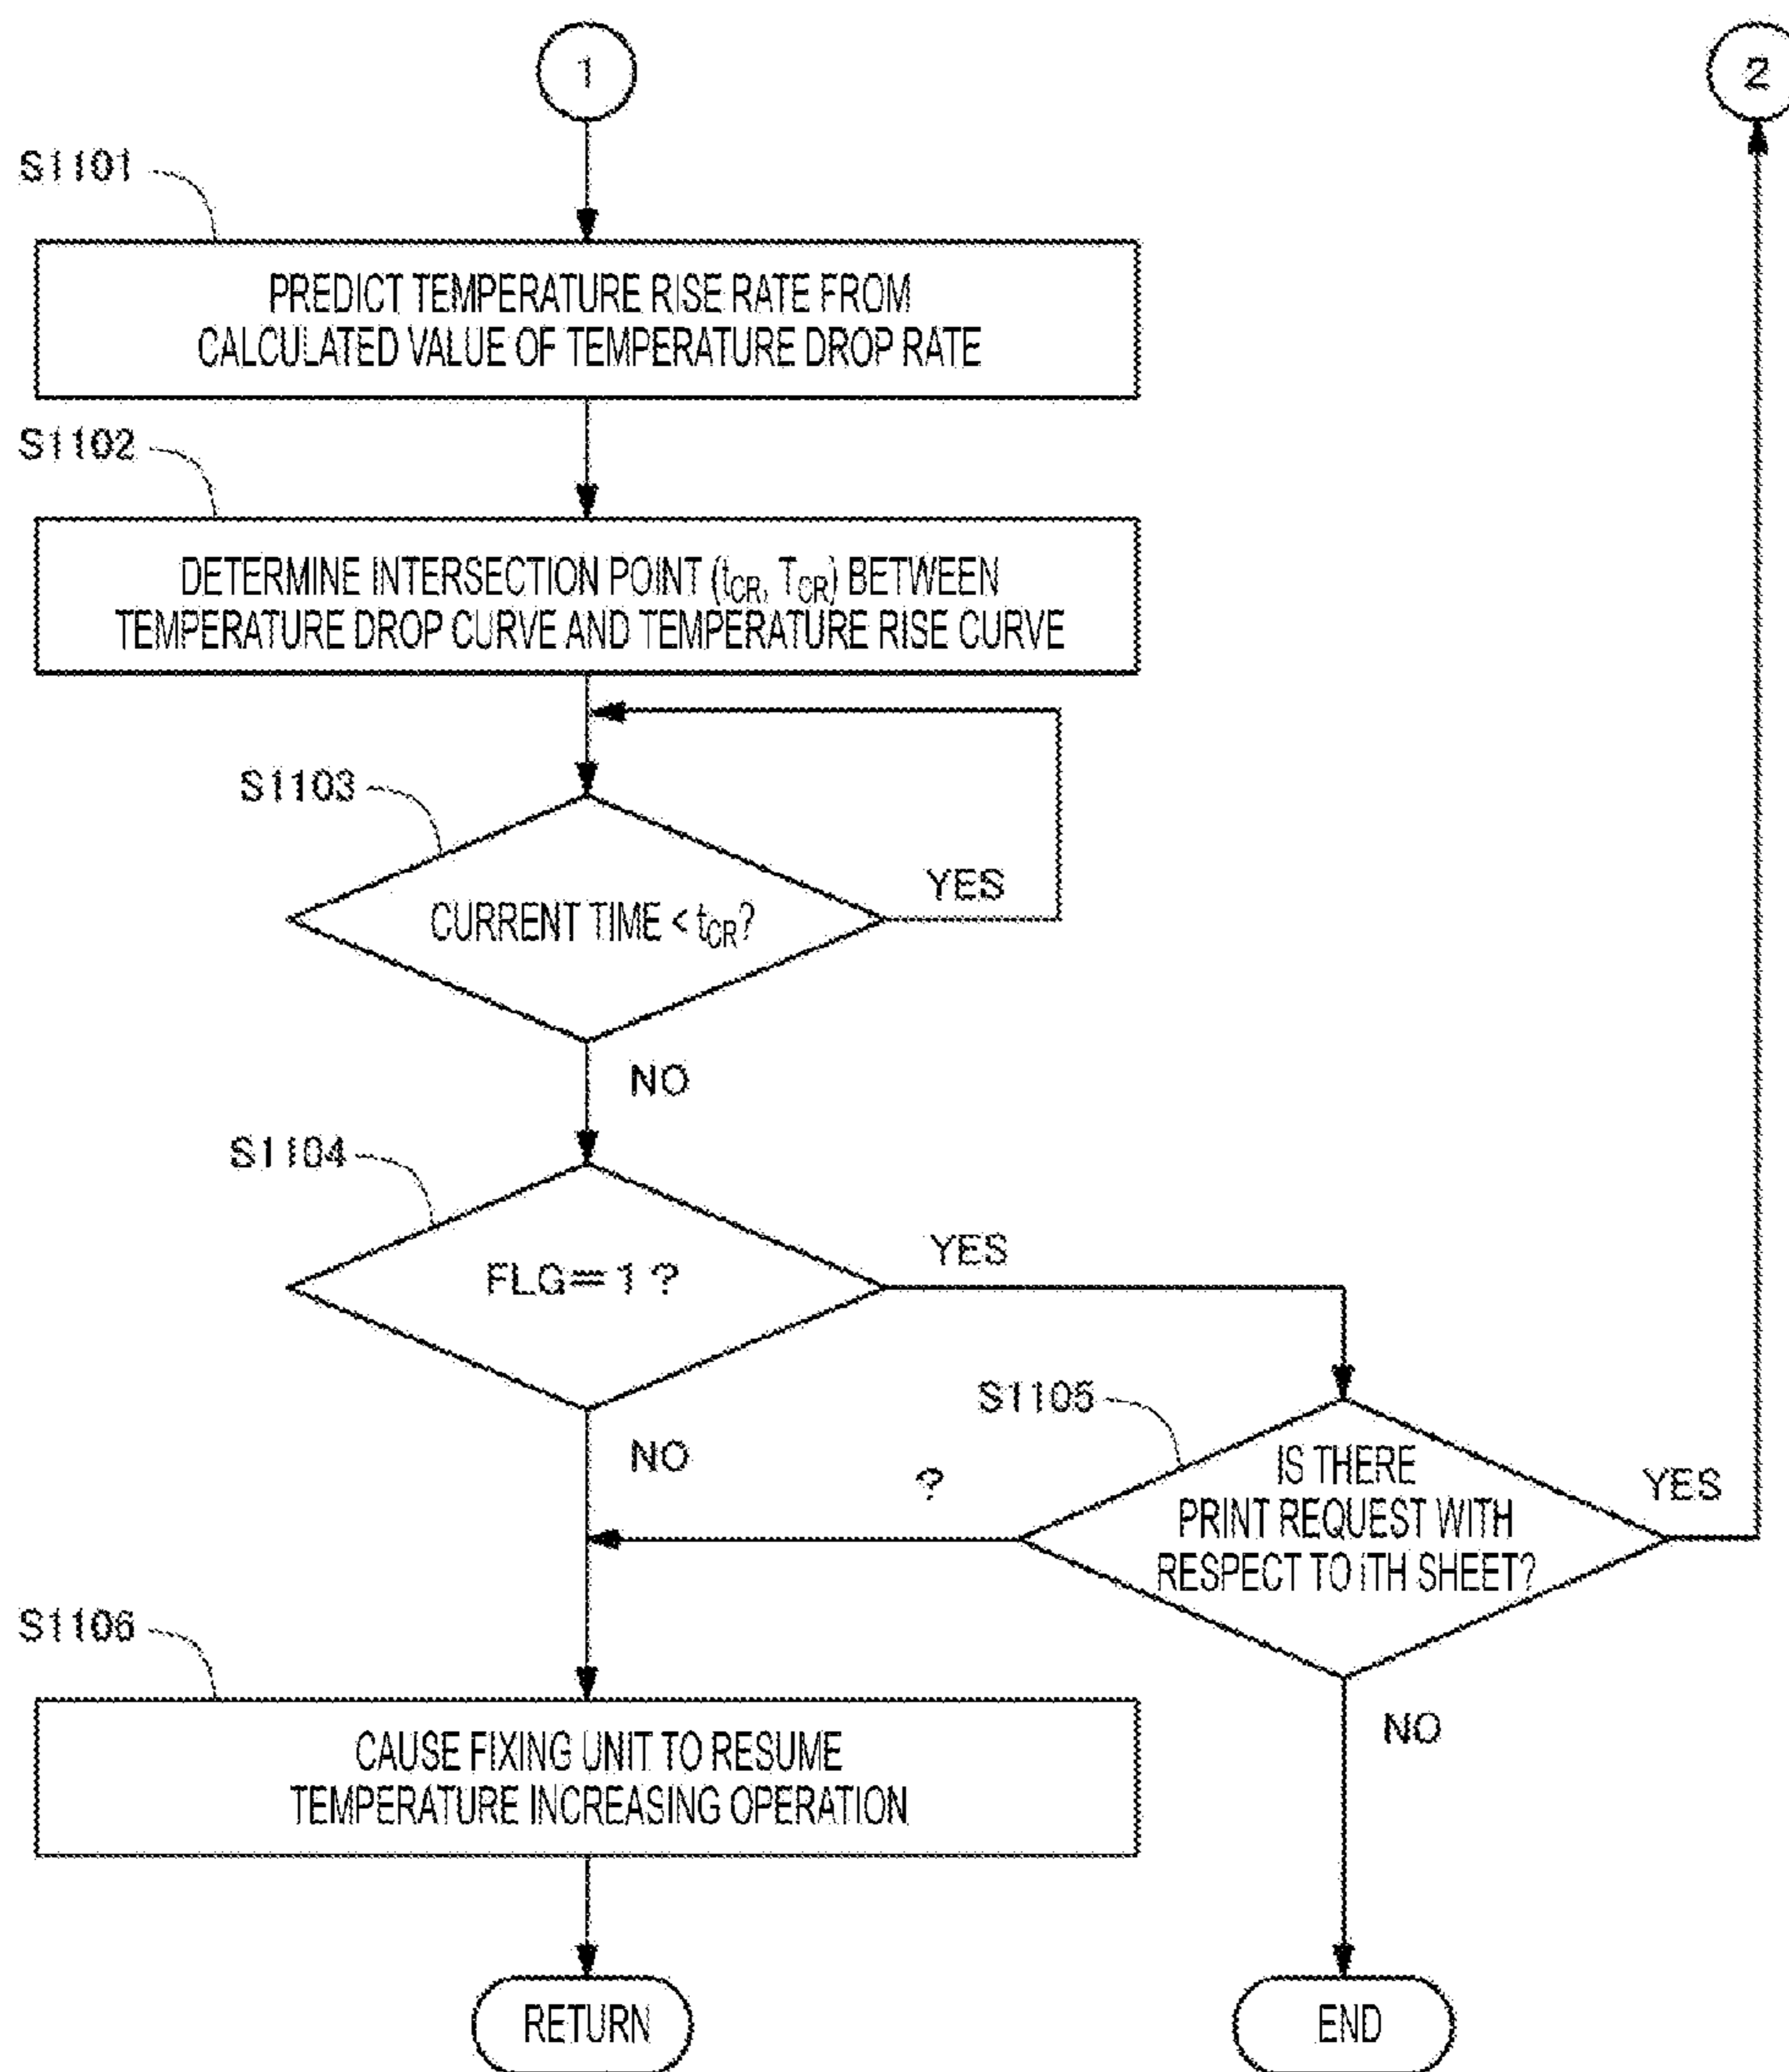 1
2
S1101
PREDICT TEMPERATURE RISE RATE FROM
CALCULATED VALUE OF TEMPERATURE DROP RATE
S1102
DETERMINE INTERSECTION POINT (tCR, TCR) BETWEEN
TEMPERATURE DROP CURVE AND TEMPERATURE RISE CURVE
S1103
CURRENT TIME < tCR?
YES
NO
S1104
FLG=1?
YES
NO
S1105
?
IS THERE
PRINT REQUEST WITH
RESPECT TO iTH SHEET?
YES
NO
S1106
CAUSE FIXING UNIT TO RESUME
TEMPERATURE INCREASING OPERATION
RETURN
END